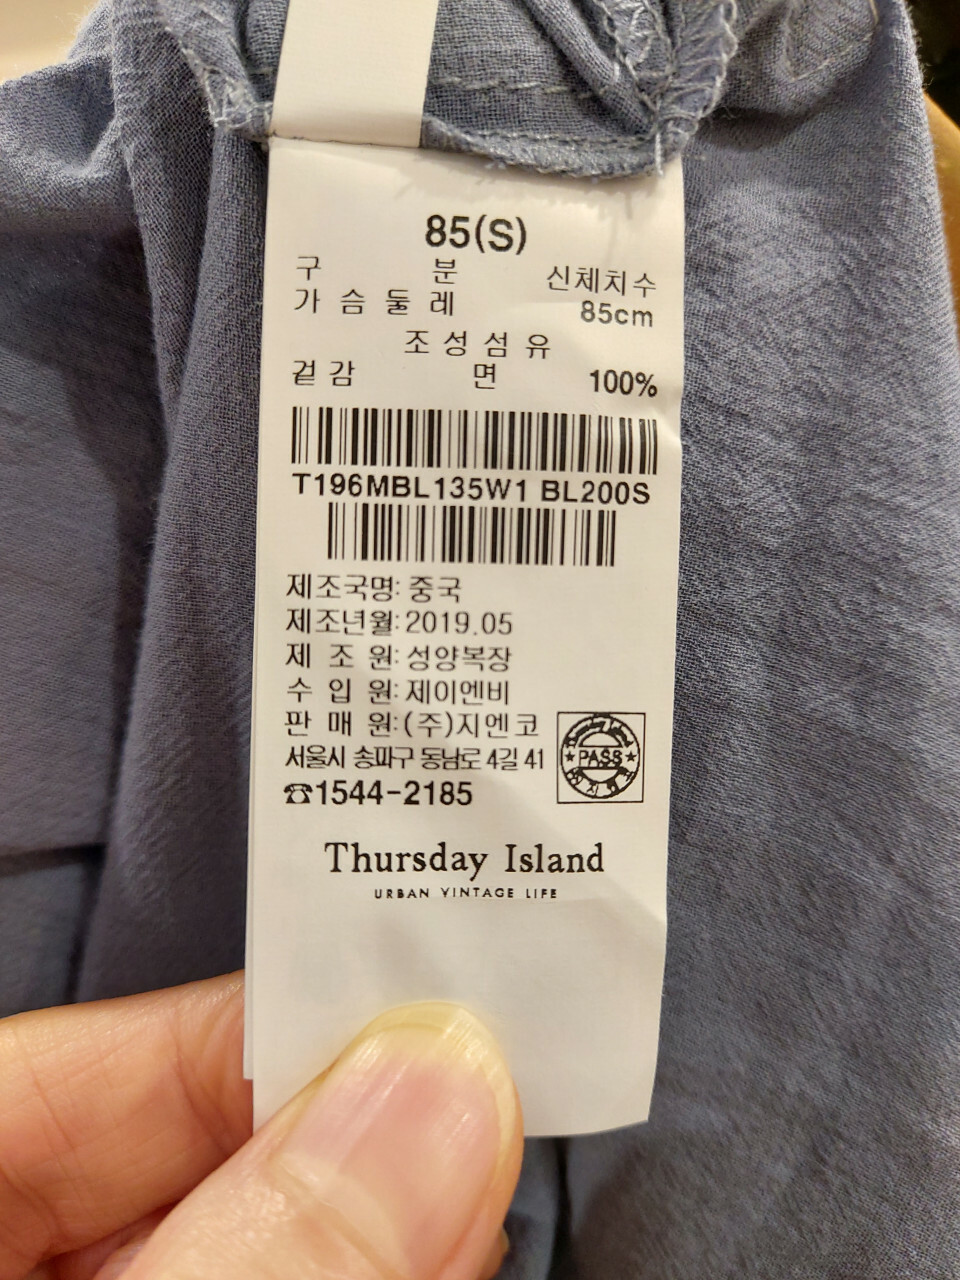 85(S)
구 분 신체치수
가 슴 둘 레 85cm
조 성 섬 유
겉 감 면 100%
T196MBL135W1 BL200S
제조국명: 중국
제조년월: 2019.05
제 조 원: 성양복장
수 입 원: 제이엔비
판 매 원: (주)지엔코
서울시 송파구 동남로 4길 41
☎1544-2185
PASS
Thursday Island
URBAN VINTAGE LIFE